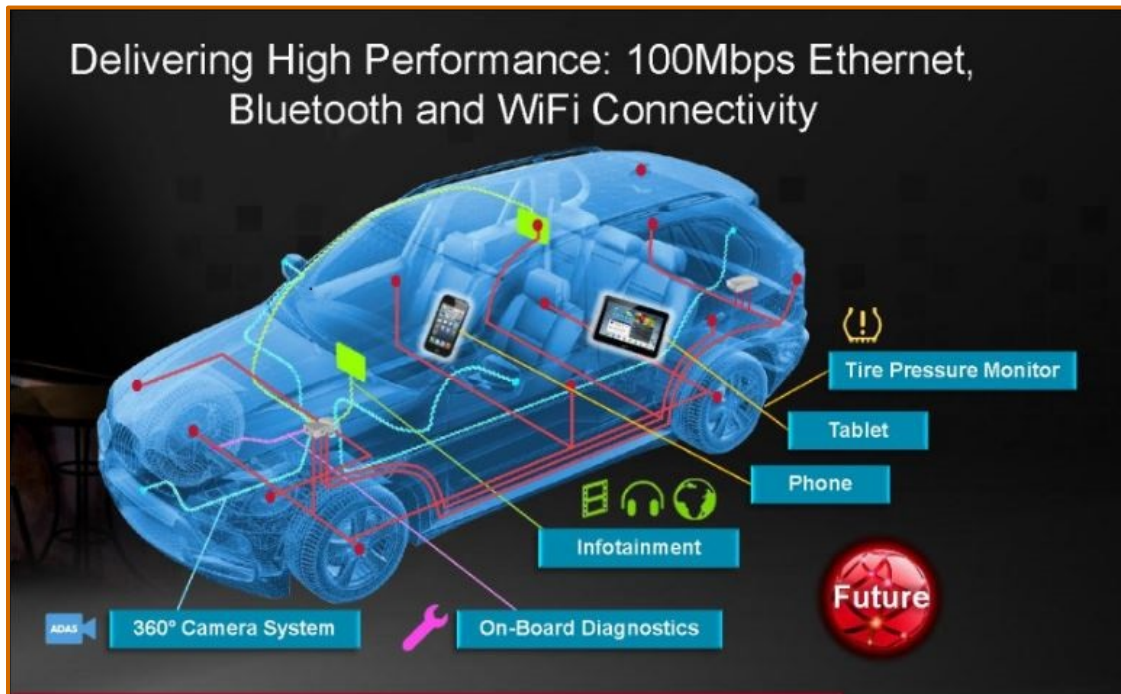 Delivering High Performance: 100Mbps Ethernet,
Bluetooth and WiFi Connectivity
Tire Pressure Monitor
Tablet
Phone
Infotainment
Future
ADAS
360° Camera System
On-Board Diagnostics